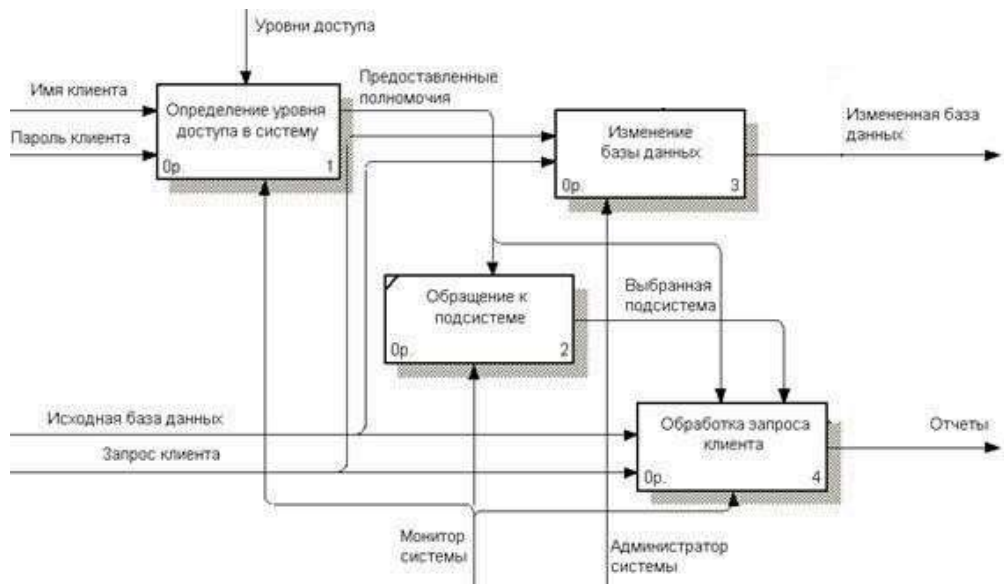 Уровни доступа
Имя клиента
Пароль клиента
Определение уровня
доступа в систему
0р.
1
Предоставленные
полномочия
Изменение
базы данных
0р.
3
Измененная база
данных
Обращение к
подсистеме
0р.
2
Выбранная
подсистема
Исходная база данных
Запрос клиента
Обработка запроса
клиента
0р.
4
Отчеты
Монитор
системы
Администратор
системы